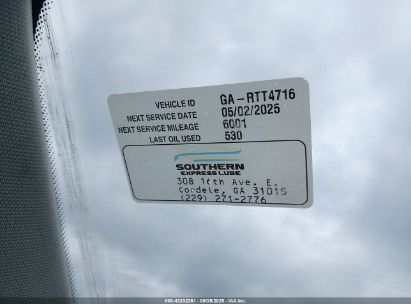 VEHICLE ID GA-RTT4716
NEXT SERVICE DATE 05/02/2025
NEXT SERVICE MILEAGE 6001
LAST OIL USED 530
SOUTHERN
EXPRESS LUBE
308 16th Ave. E.
Cordele, GA 31015
(229) 271-2776